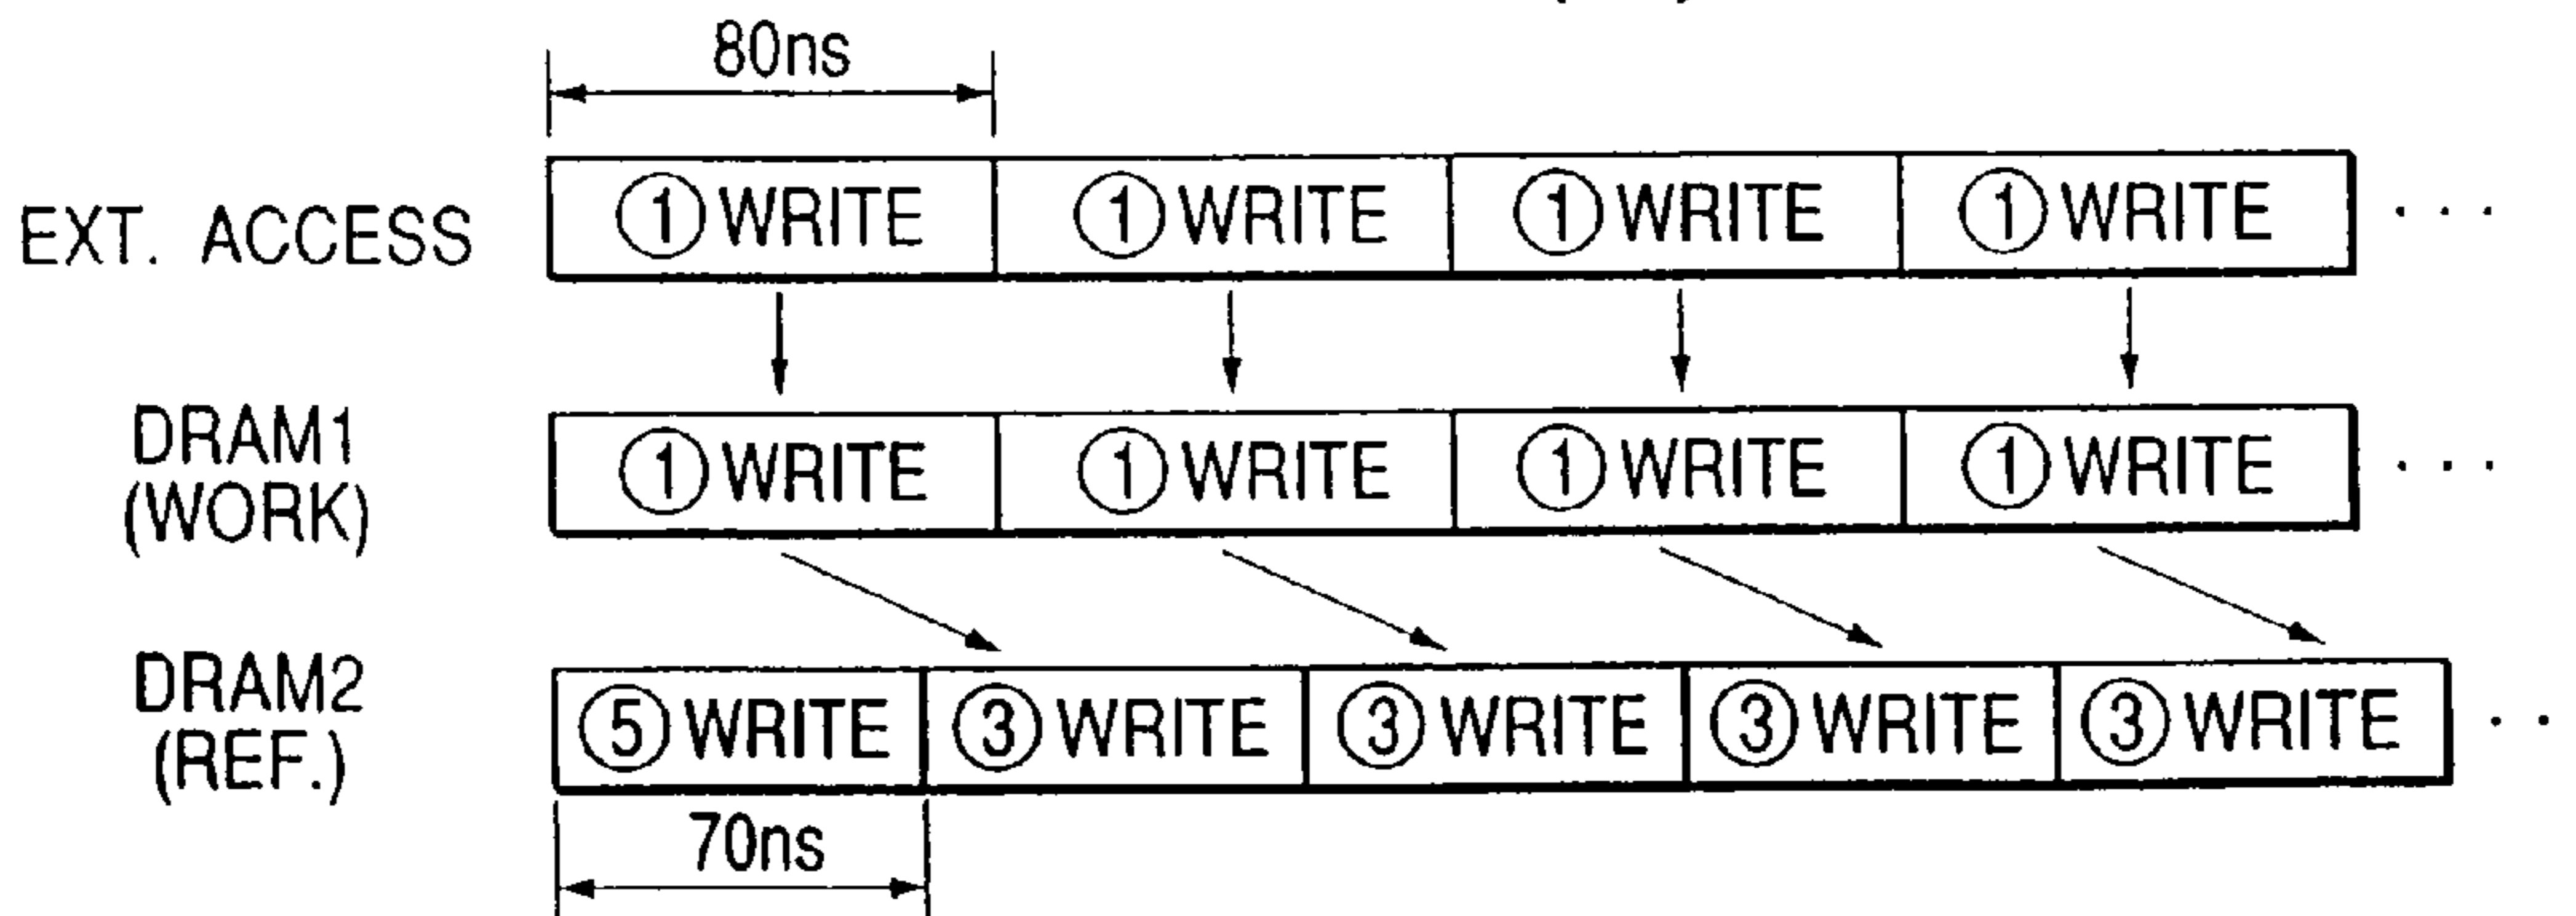 80ns
EXT. ACCESS ①WRITE ①WRITE ①WRITE ①WRITE . . .
DRAM1
(WORK)
①WRITE ①WRITE ①WRITE ①WRITE . . .
DRAM2
(REF.)
⑤WRITE ③WRITE ③WRITE ③WRITE ③WRITE . .
70ns